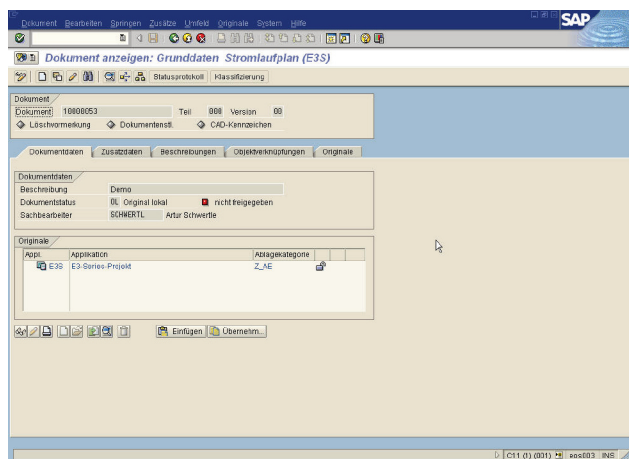 Dokument Bearbeiten Springen Zusätze Umfeld Originale System Hilfe
SAP
Dokument anzeigen: Grunddaten Stromlaufplan (E3S)
Statusprotokoll Klassifizierung
Dokument
Dokument 10000053 Teil 000 Version 00
Löschvormerkung Dokumentenstl. CAD-Kennzeichen
Dokumentdaten Zusatzdaten Beschreibungen Objektverknüpfungen Originale
Dokumentdaten
Beschreibung Demo
Dokumentstatus OL Original lokal nicht freigegeben
Sachbearbeiter SCHWERTL Artur Schwertle
Originale
Appl. Applikation Ablagekategorie
E3S E3-Series-Projekt Z_AE
Einfügen Übernehm...
C11 (1) (001) eos003 INS